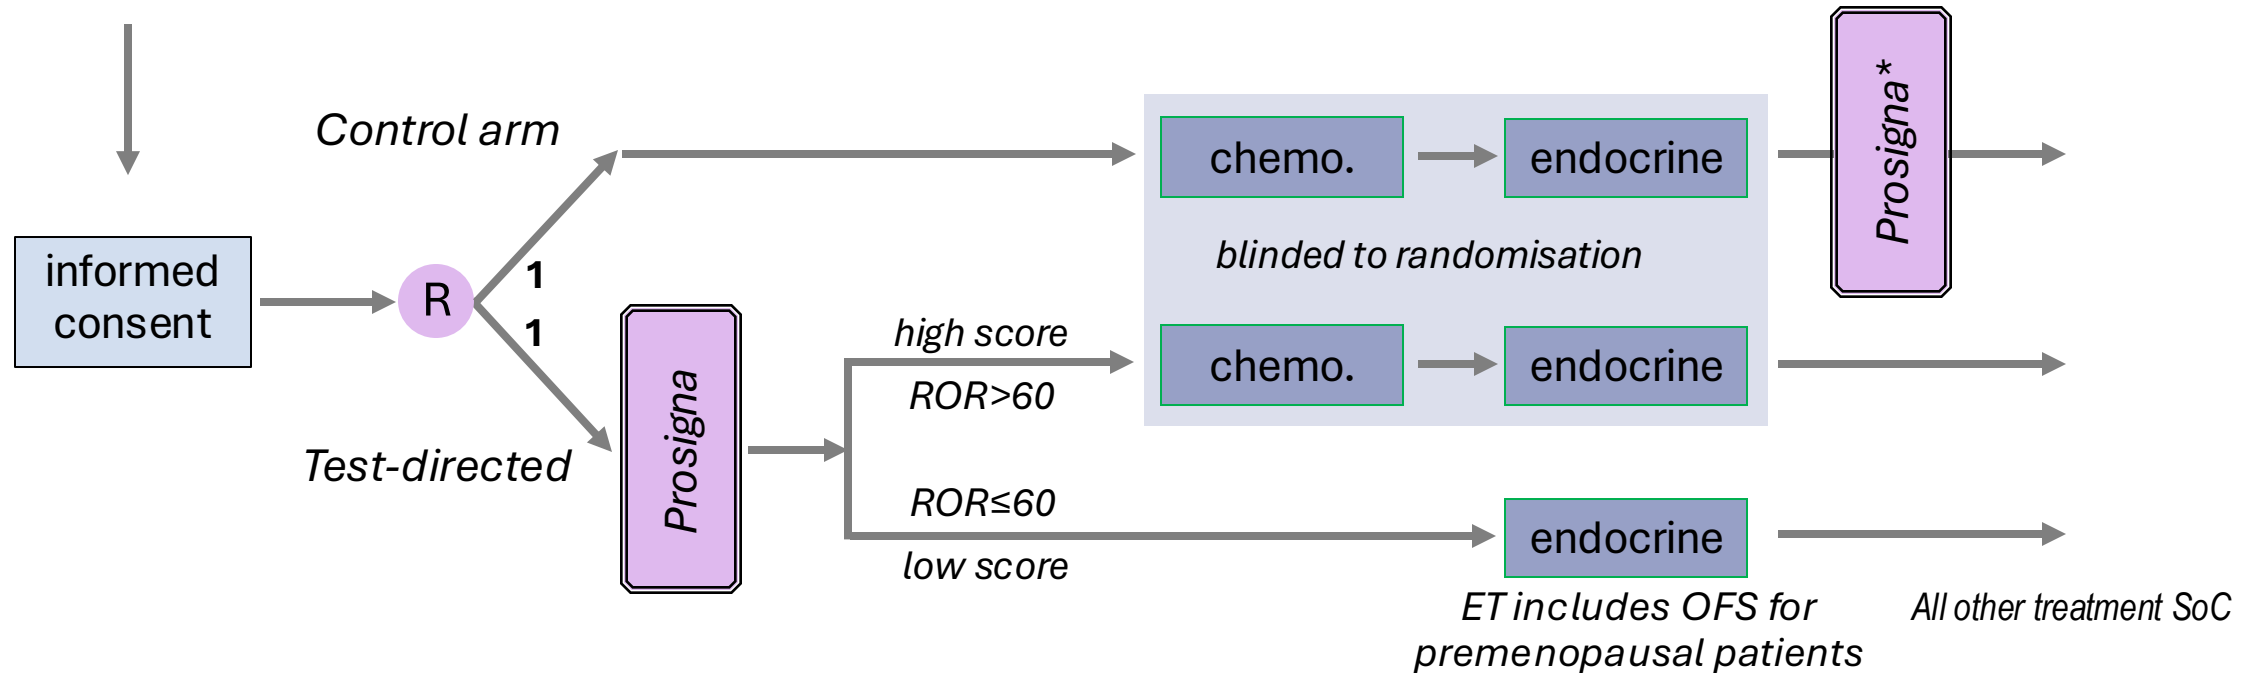 Control arm
chemo.
endocrine
Prosigna*
blinded to randomisation
informed
consent
R
1
1
Prosigna
high score
ROR>60
chemo.
endocrine
Test-directed
ROR≤60
low score
endocrine
ET includes OFS for
premenopausal patients
All other treatment SoC